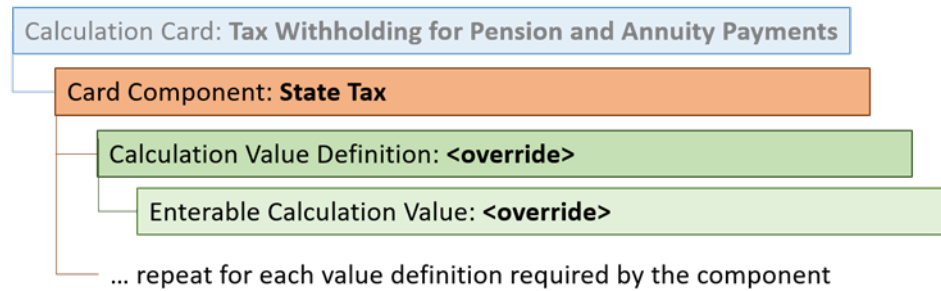 Calculation Card: Tax Withholding for Pension and Annuity Payments
Card Component: State Tax
Calculation Value Definition: <override>
Enterable Calculation Value: <override>
... repeat for each value definition required by the component